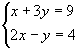 x + 3y = 9
2x - y = 4